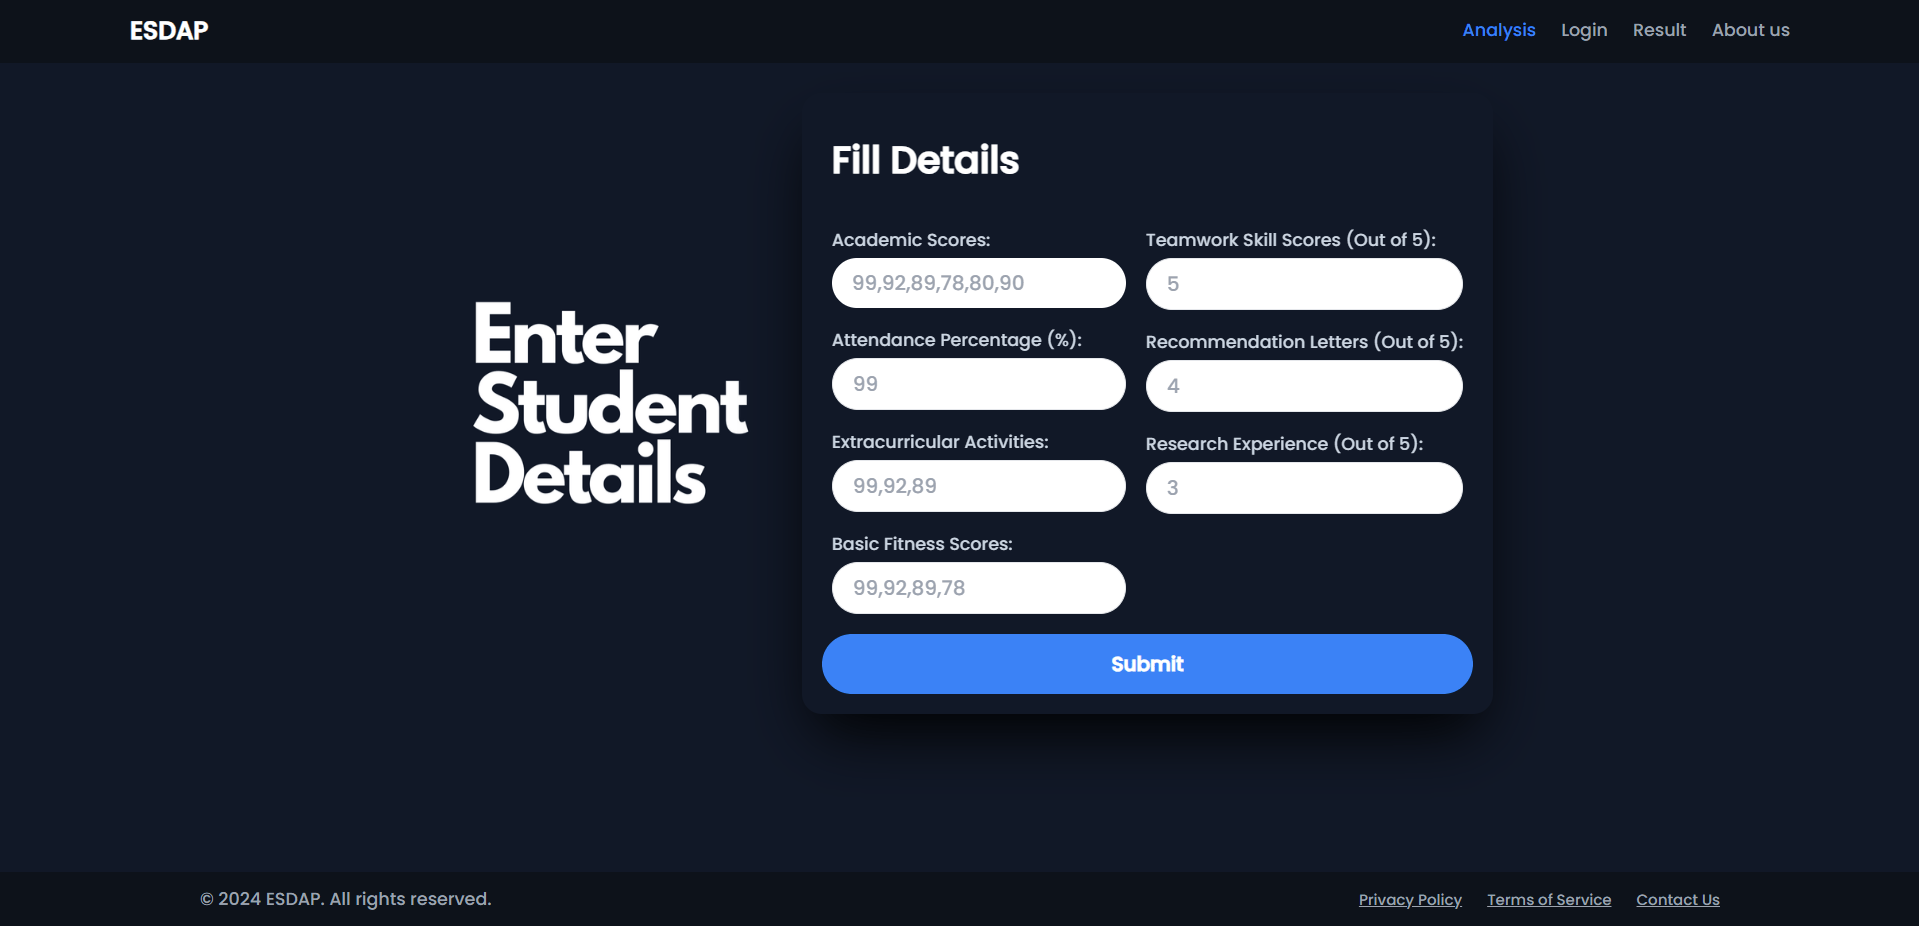 ESDAP
Analysis Login Result About us
Enter
Student
Details
Fill Details
Academic Scores:
99,92,89,78,80,90
Attendance Percentage (%):
99
Extracurricular Activities:
99,92,89
Basic Fitness Scores:
99,92,89,78
Teamwork Skill Scores (Out of 5):
5
Recommendation Letters (Out of 5):
4
Research Experience (Out of 5):
3
Submit
© 2024 ESDAP. All rights reserved.
Privacy Policy Terms of Service Contact Us